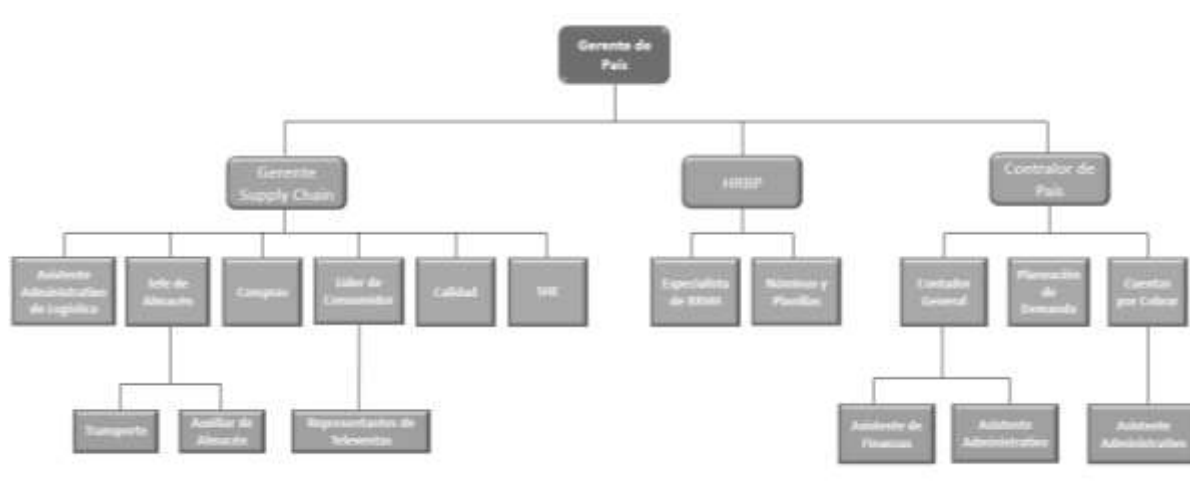 Gerente de
País
Gerente
Supply Chain
HRBP
Contralor de
País
Asistente
Administrativo
de Logística
Jefe de
Almacén
Compras
Líder de
Consumidor
Calidad
Especialista
de RRHH
Nóminas y
Planillas
Contador
General
Planeación
de
Demanda
Cuentas
por Cobrar
Transporte
Auxiliar de
Almacén
Representantes de
Televentas
Asistente de
Finanzas
Asistente
Administrativo
Asistente
Administrativo